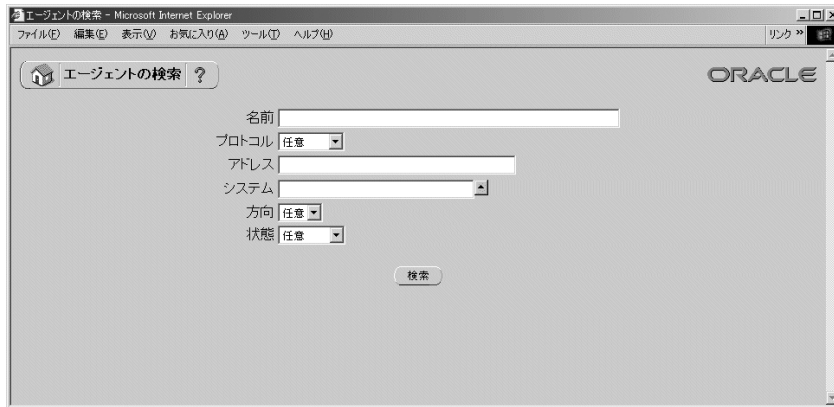 エージェントの検索 - Microsoft Internet Explorer
ファイル(F) 編集(E) 表示(V) お気に入り(A) ツール(T) ヘルプ(H) リンク »
エージェントの検索 ? ORACLE
名前
プロトコル 任意
アドレス
システム
方向 任意
状態 任意
検索